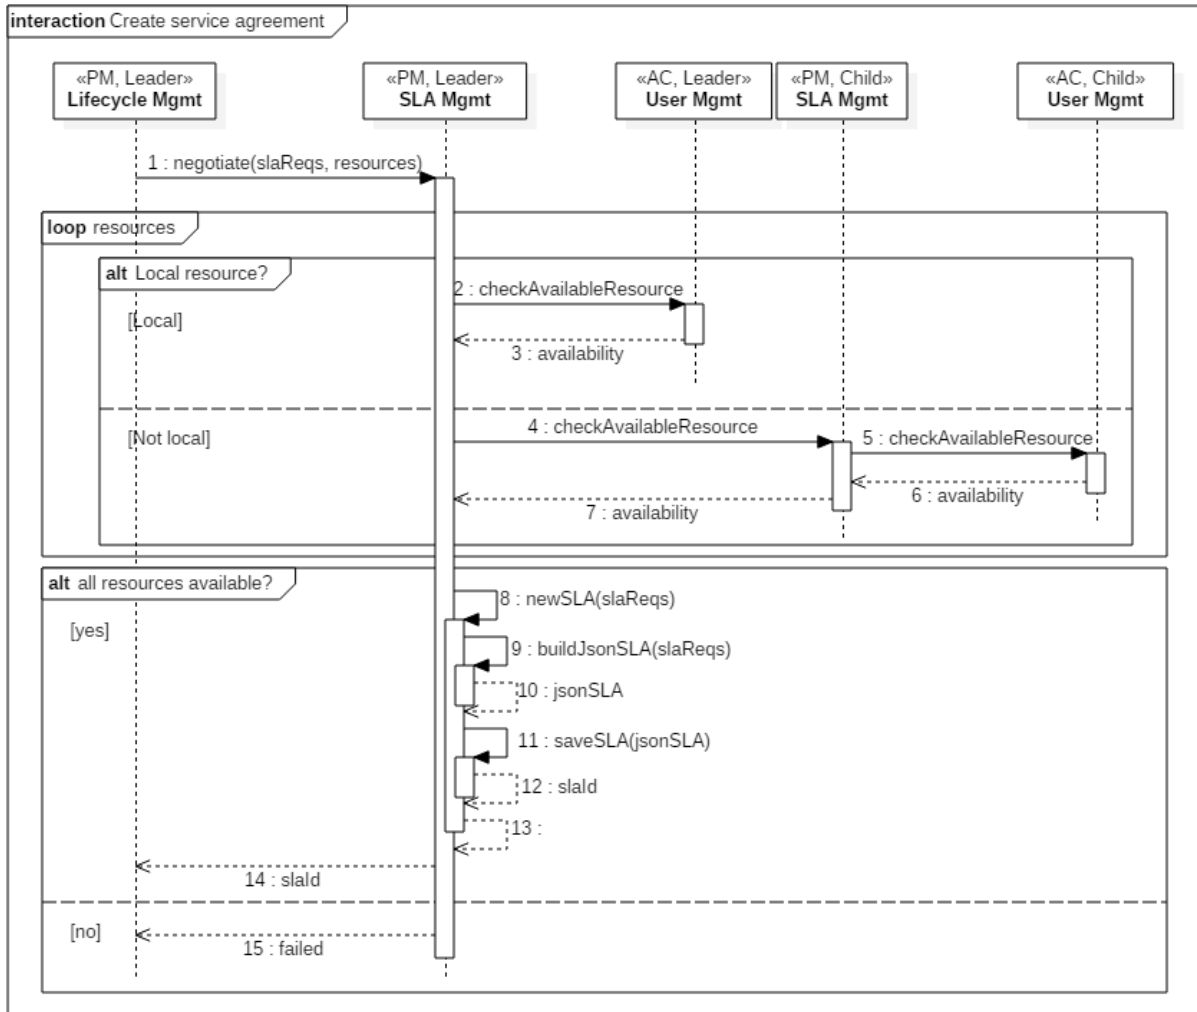 interaction Create service agreement
«PM, Leader»
Lifecycle Mgmt
«PM, Leader»
SLA Mgmt
«AC, Leader»
User Mgmt
«PM, Child»
SLA Mgmt
«AC, Child»
User Mgmt
1 : negotiate(slaReqs, resources)
loop resources
alt Local resource?
2 : checkAvailableResource
[Local]
3 : availability
[Not local]
4 : checkAvailableResource
5 : checkAvailableResource
6 : availability
7 : availability
alt all resources available?
8 : newSLA(slaReqs)
[yes]
9 : buildJsonSLA(slaReqs)
10 : jsonSLA
11 : saveSLA(jsonSLA)
12 : slaId
13 :
14 : slaId
[no]
15 : failed